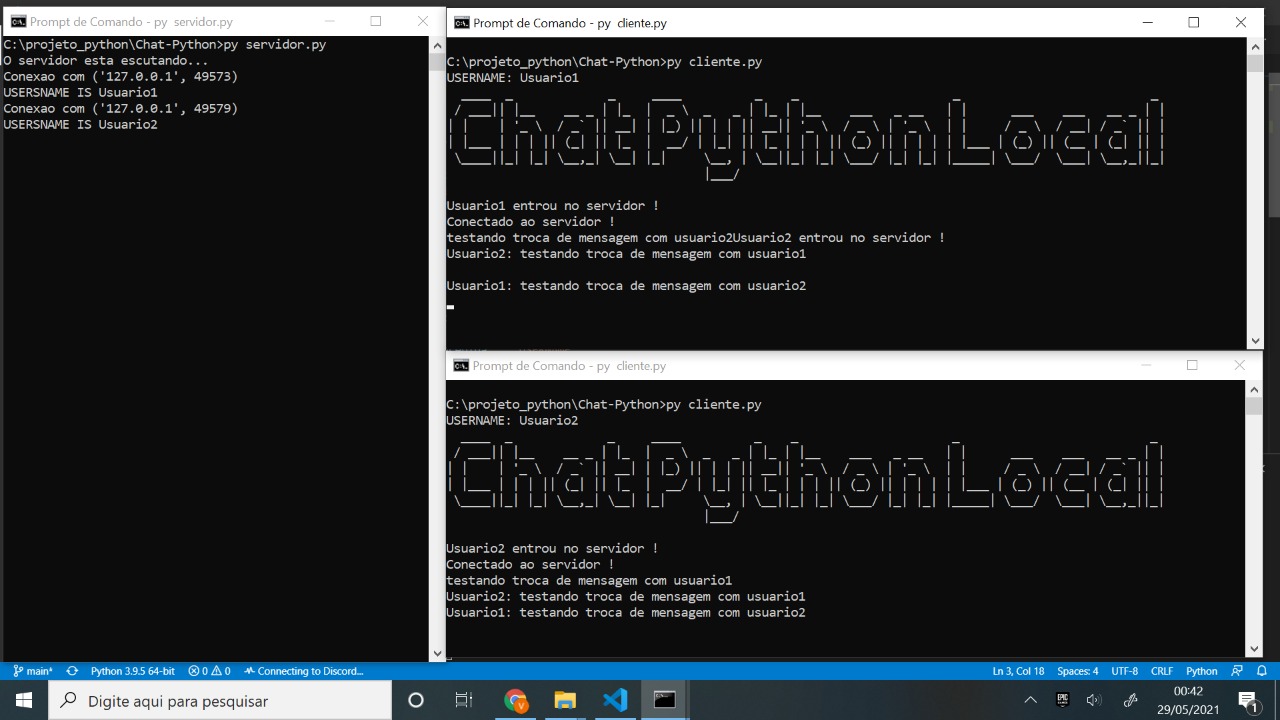 Prompt de Comando - py servidor.py
C:\projeto_python\Chat-Python>py servidor.py
O servidor esta escutando...
Conexao com ('127.0.0.1', 49573)
USERSNAME IS Usuario1
Conexao com ('127.0.0.1', 49579)
USERSNAME IS Usuario2
Prompt de Comando - py cliente.py
C:\projeto_python\Chat-Python>py cliente.py
USERNAME: Usuario1
ChatPythonLocal
Usuario1 entrou no servidor !
Conectado ao servidor !
testando troca de mensagem com usuario2Usuario2 entrou no servidor !
Usuario2: testando troca de mensagem com usuario1
Usuario1: testando troca de mensagem com usuario2
Prompt de Comando - py cliente.py
C:\projeto_python\Chat-Python>py cliente.py
USERNAME: Usuario2
ChatPythonLocal
Usuario2 entrou no servidor !
Conectado ao servidor !
testando troca de mensagem com usuario1
Usuario2: testando troca de mensagem com usuario1
Usuario1: testando troca de mensagem com usuario2
main* Python 3.9.5 64-bit 0 0 Connecting to Discord... Ln 3, Col 18 Spaces: 4 UTF-8 CRLF Python
Digite aqui para pesquisar
V
EPIC
00:42
29/05/2021
1